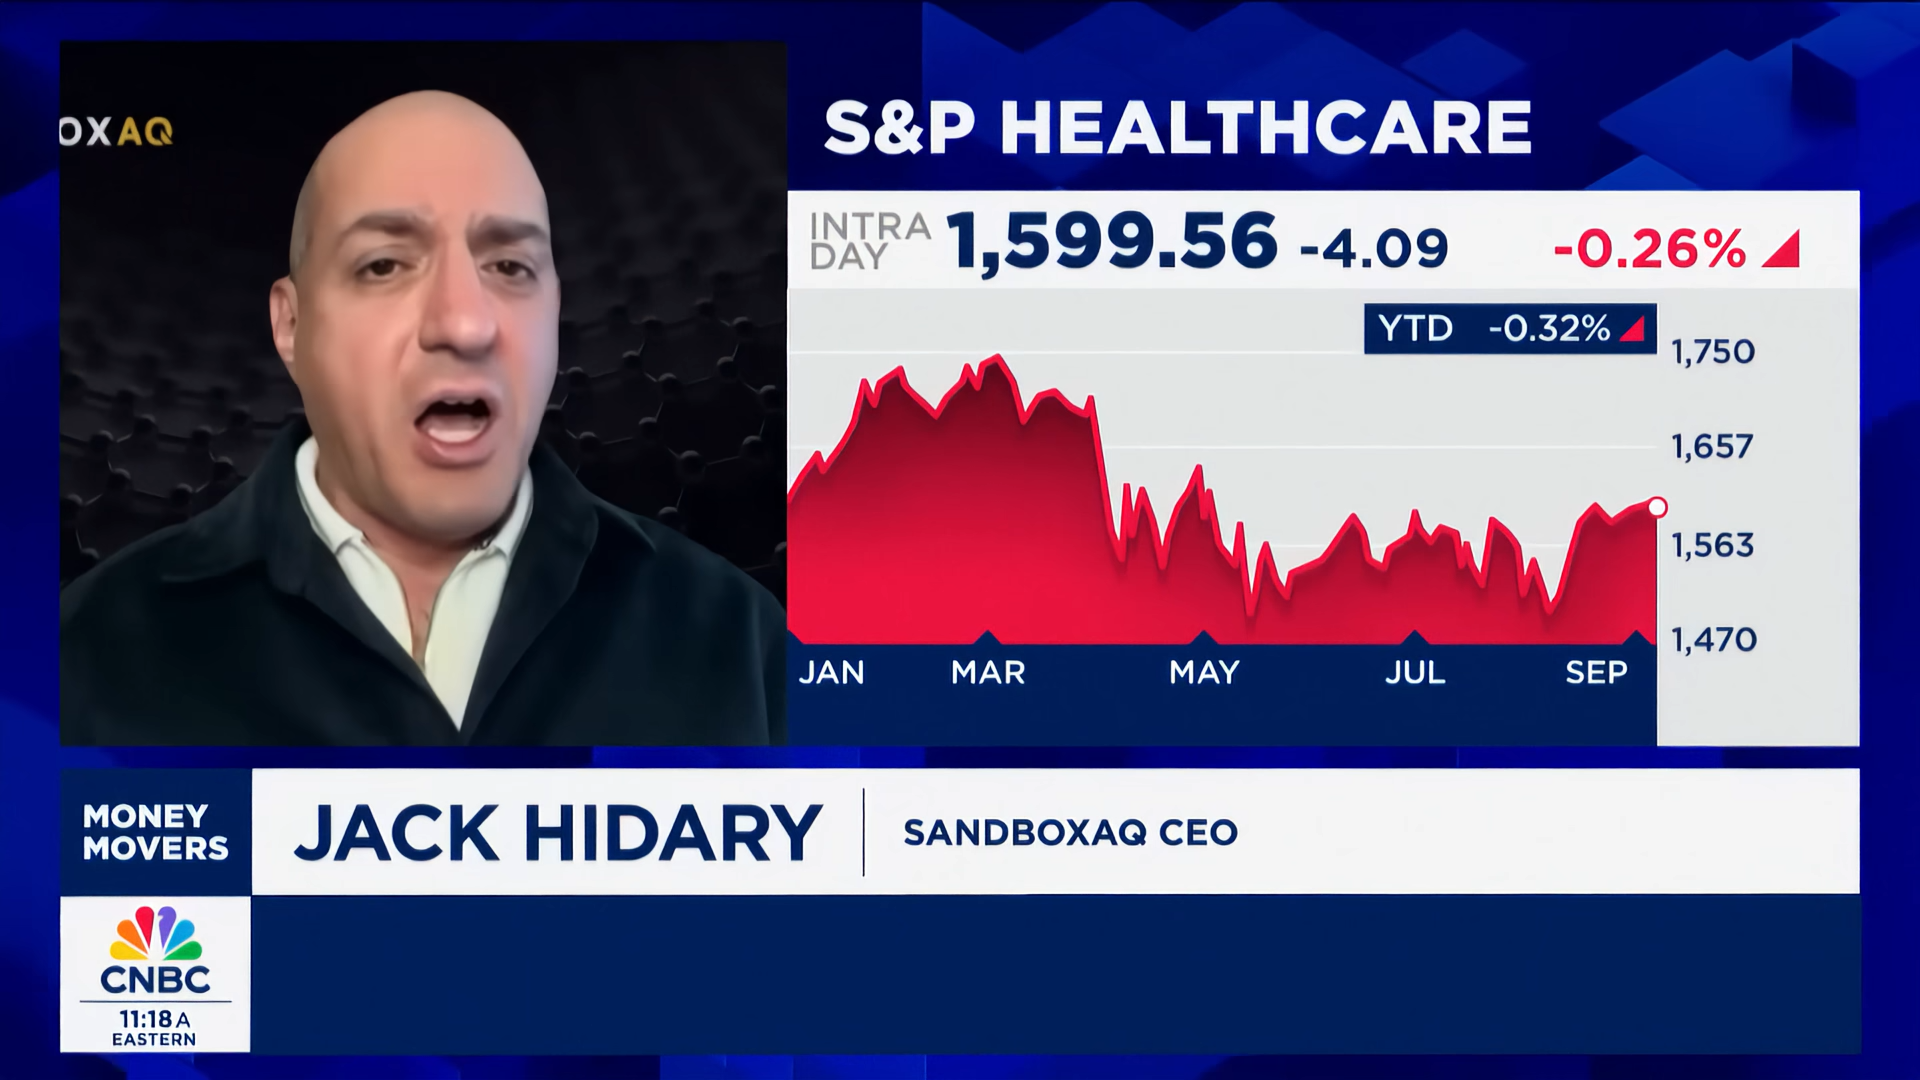 OXAQ
S&P HEALTHCARE
INTRA
DAY
1,599.56 -4.09 -0.26%
YTD -0.32%
1,750
1,657
1,563
1,470
JAN MAR MAY JUL SEP
MONEY
MOVERS
JACK HIDARY
SANDBOXAQ CEO
CNBC
11:18 A
EASTERN